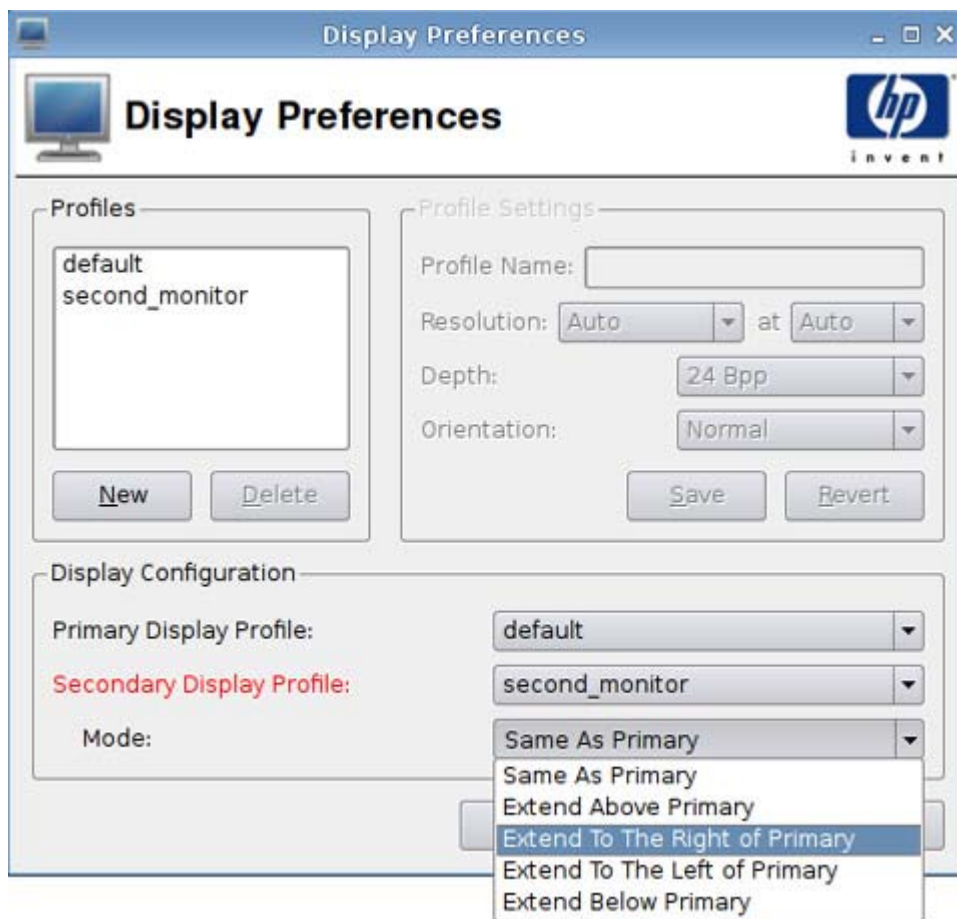 Display Preferences
Display Preferences
hp
invent
Profiles
default
second_monitor
New
Delete
Profile Settings
Profile Name:
Resolution: Auto at Auto
Depth: 24 Bpp
Orientation: Normal
Save
Revert
Display Configuration
Primary Display Profile: default
Secondary Display Profile: second_monitor
Mode: Same As Primary
Same As Primary
Extend Above Primary
Extend To The Right of Primary
Extend To The Left of Primary
Extend Below Primary